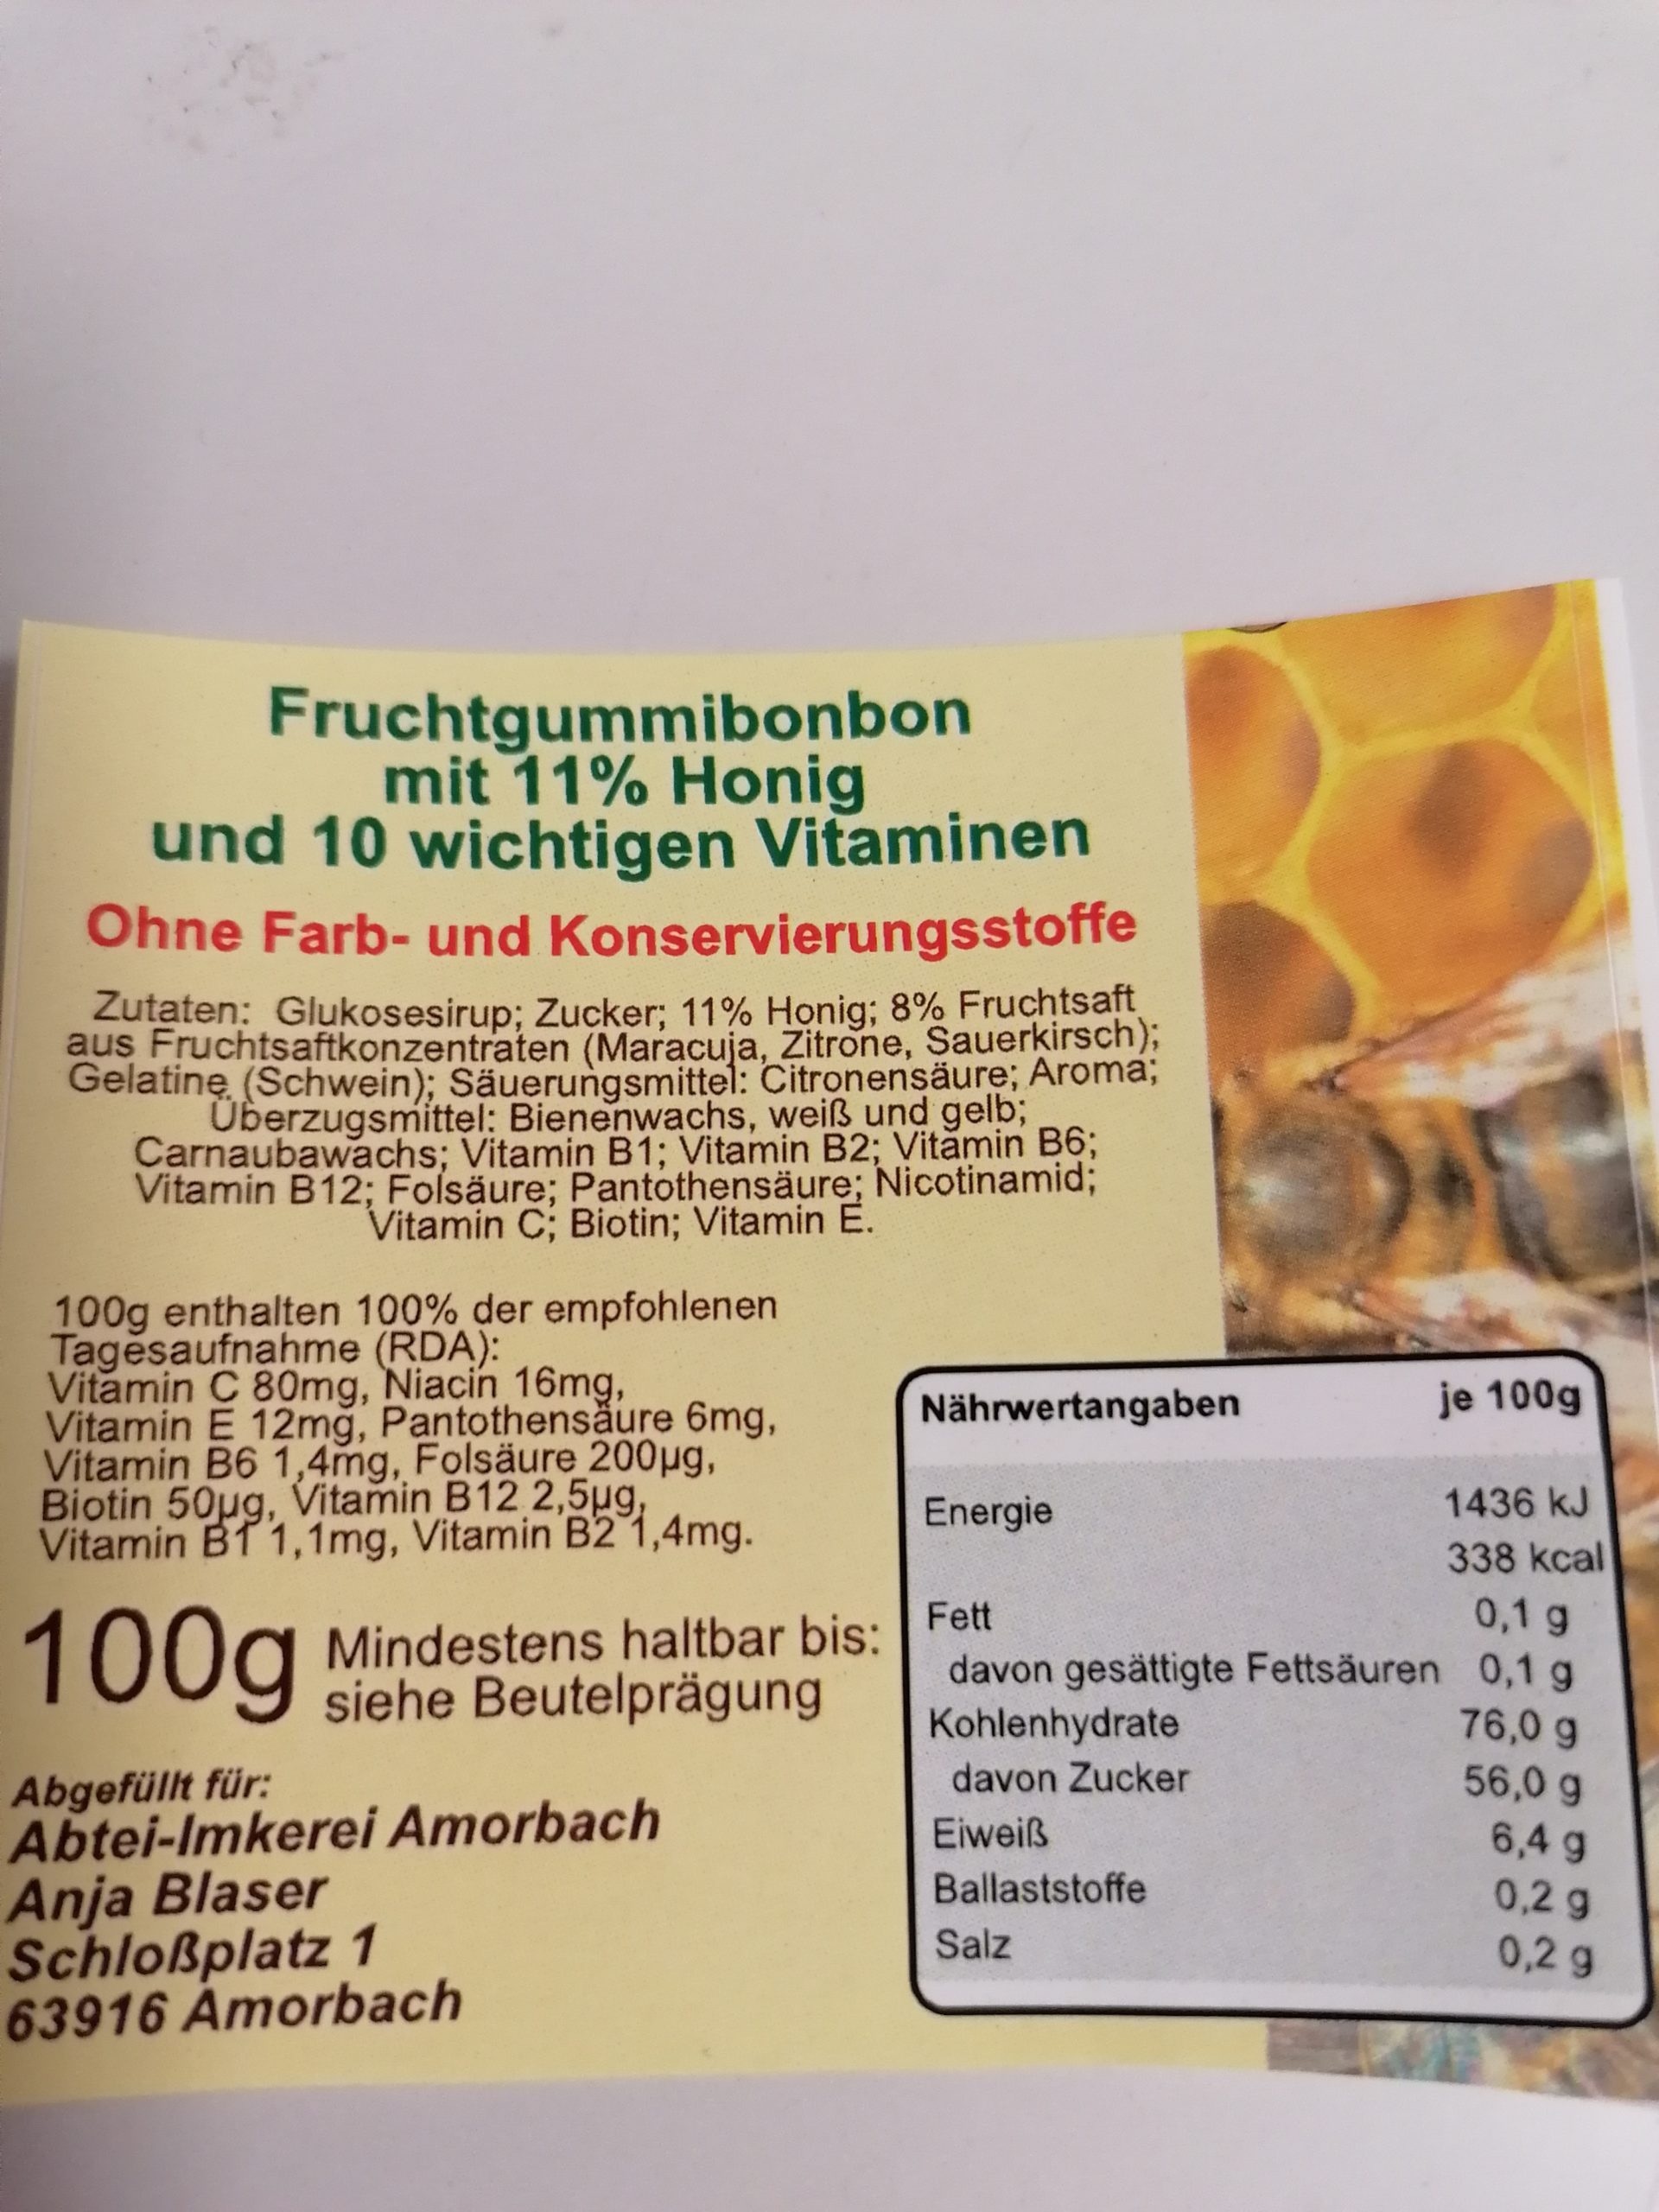 Fruchtgummibonbon
mit 11% Honig
und 10 wichtigen Vitaminen
Ohne Farb- und Konservierungsstoffe
Zutaten: Glukosesirup; Zucker; 11% Honig; 8% Fruchtsaft
aus Fruchtsaftkonzentraten (Maracuja, Zitrone, Sauerkirsch);
Gelatine (Schwein); Säuerungsmittel: Citronensäure; Aroma;
Überzugsmittel: Bienenwachs, weiß und gelb;
Carnaubawachs; Vitamin B1; Vitamin B2; Vitamin B6;
Vitamin B12; Folsäure; Pantothensäure; Nicotinamid;
Vitamin C; Biotin; Vitamin E.
100g enthalten 100% der empfohlenen
Tagesaufnahme (RDA):
Vitamin C 80mg, Niacin 16mg,
Vitamin E 12mg, Pantothensäure 6mg,
Vitamin B6 1,4mg, Folsäure 200µg,
Biotin 50µg, Vitamin B12 2,5µg,
Vitamin B1 1,1mg, Vitamin B2 1,4mg.
100g Mindestens haltbar bis:
siehe Beutelprägung
Abgefüllt für:
Abtei-Imkerei Amorbach
Anja Blaser
Schloßplatz 1
63916 Amorbach
Nährwertangaben je 100g
Energie 1436 kJ
338 kcal
Fett 0,1 g
davon gesättigte Fettsäuren 0,1 g
Kohlenhydrate 76,0 g
davon Zucker 56,0 g
Eiweiß 6,4 g
Ballaststoffe 0,2 g
Salz 0,2 g